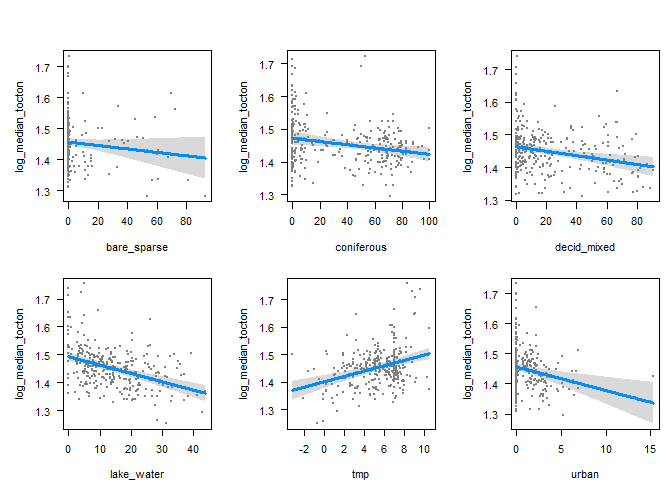 log_median_tocton
1.7
1.6
1.5
1.4
1.3
0 20 40 60 80
bare_sparse
log_median_tocton
1.7
1.6
1.5
1.4
1.3
0 20 40 60 80 100
coniferous
log_median_tocton
1.7
1.6
1.5
1.4
1.3
0 20 40 60 80
decid_mixed
log_median_tocton
1.7
1.6
1.5
1.4
1.3
0 10 20 30 40
lake_water
log_median_tocton
1.7
1.6
1.5
1.4
1.3
-2 0 2 4 6 8 10
tmp
log_median_tocton
1.7
1.6
1.5
1.4
1.3
0 5 10 15
urban